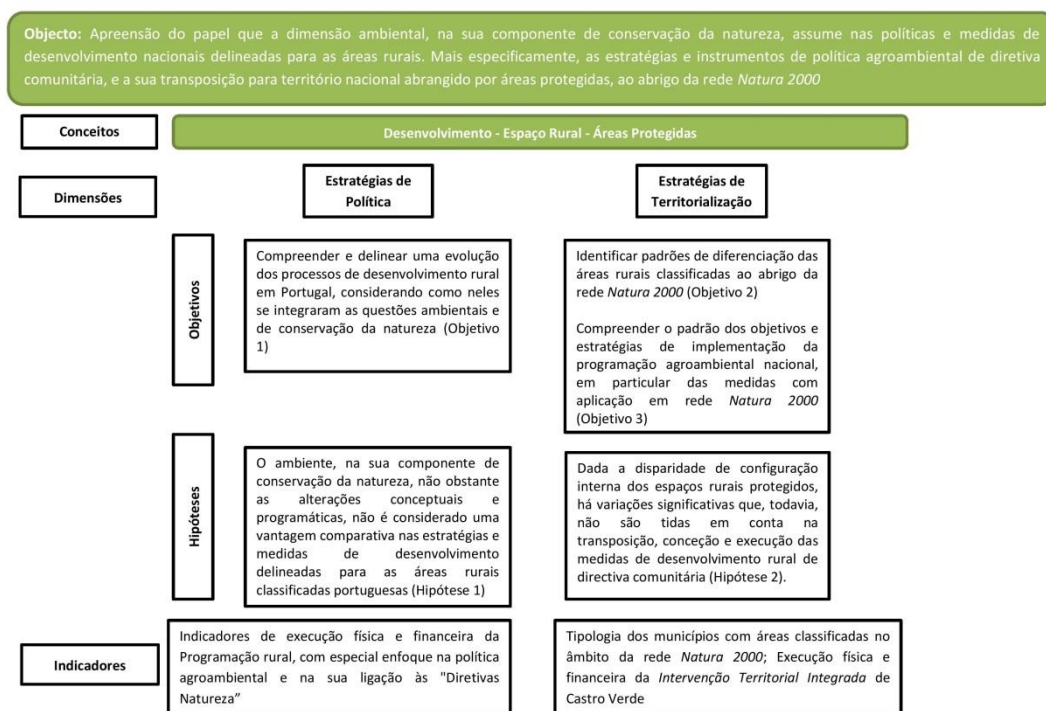 Objecto: Apreensão do papel que a dimensão ambiental, na sua componente de conservação da natureza, assume nas políticas e medidas de
desenvolvimento nacionais delineadas para as áreas rurais. Mais especificamente, as estratégias e instrumentos de política agroambiental de diretiva
comunitária, e a sua transposição para território nacional abrangido por áreas protegidas, ao abrigo da rede Natura 2000
Conceitos
Desenvolvimento - Espaço Rural - Áreas Protegidas
Dimensões
Estratégias de
Política
Estratégias de
Territorialização
Objetivos
Compreender e delinear uma evolução
dos processos de desenvolvimento rural
em Portugal, considerando como neles
se integraram as questões ambientais e
de conservação da natureza (Objetivo
1)
Identificar padrões de diferenciação das
áreas rurais classificadas ao abrigo da
rede Natura 2000 (Objetivo 2)
Compreender o padrão dos objetivos e
estratégias de implementação da
programação agroambiental nacional,
em particular das medidas com
aplicação em rede Natura 2000
(Objetivo 3)
Hipóteses
O ambiente, na sua componente de
conservação da natureza, não obstante
as alterações conceptuais e
programáticas, não é considerado uma
vantagem comparativa nas estratégias e
medidas de desenvolvimento
delineadas para as áreas rurais
classificadas portuguesas (Hipótese 1)
Dada a disparidade de configuração
interna dos espaços rurais protegidos,
há variações significativas que, todavia,
não são tidas em conta na
transposição, conceção e execução das
medidas de desenvolvimento rural de
directiva comunitária (Hipótese 2).
Indicadores
Indicadores de execução física e financeira da
Programação rural, com especial enfoque na política
agroambiental e na sua ligação às "Diretivas
Natureza”
Tipologia dos municípios com áreas classificadas no
âmbito da rede Natura 2000; Execução física e
financeira da Intervenção Territorial Integrada de
Castro Verde